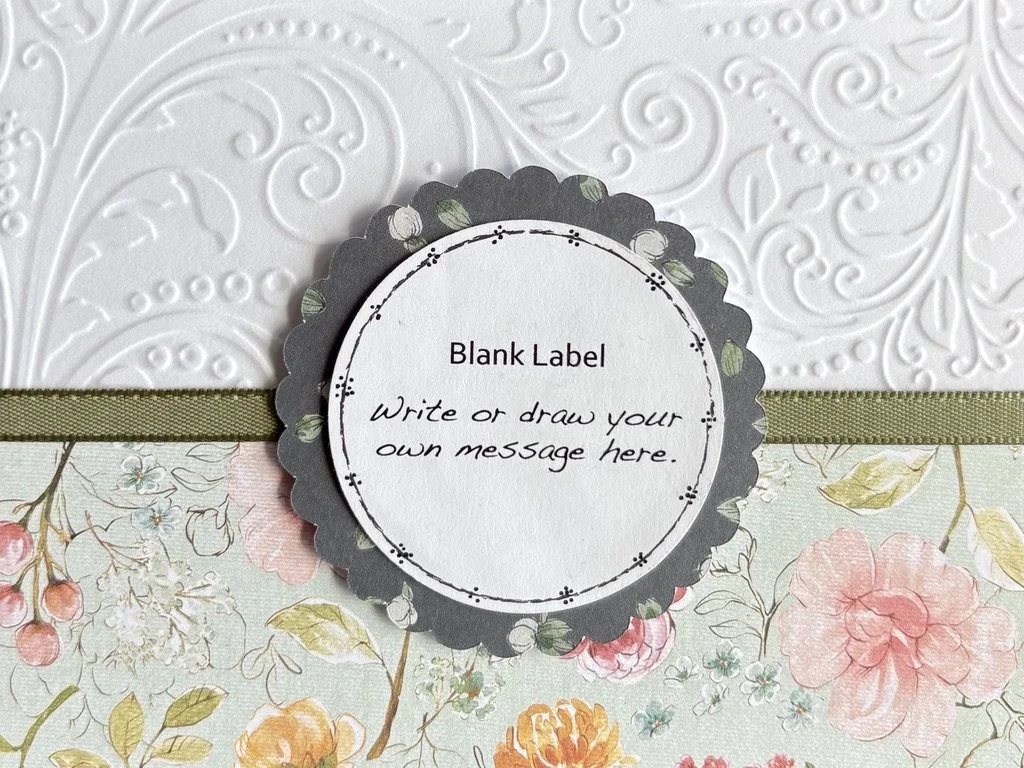 Blank Label
Write or draw your
own message here.